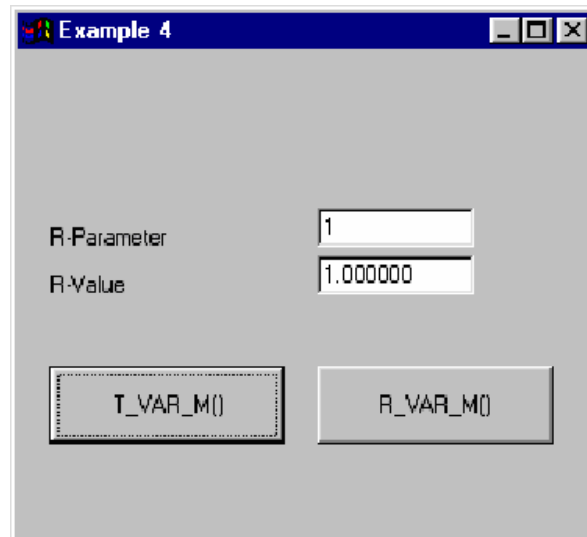 Example 4
R-Parameter
1
R-Value
1.000000
T_VAR_M()
R_VAR_M()